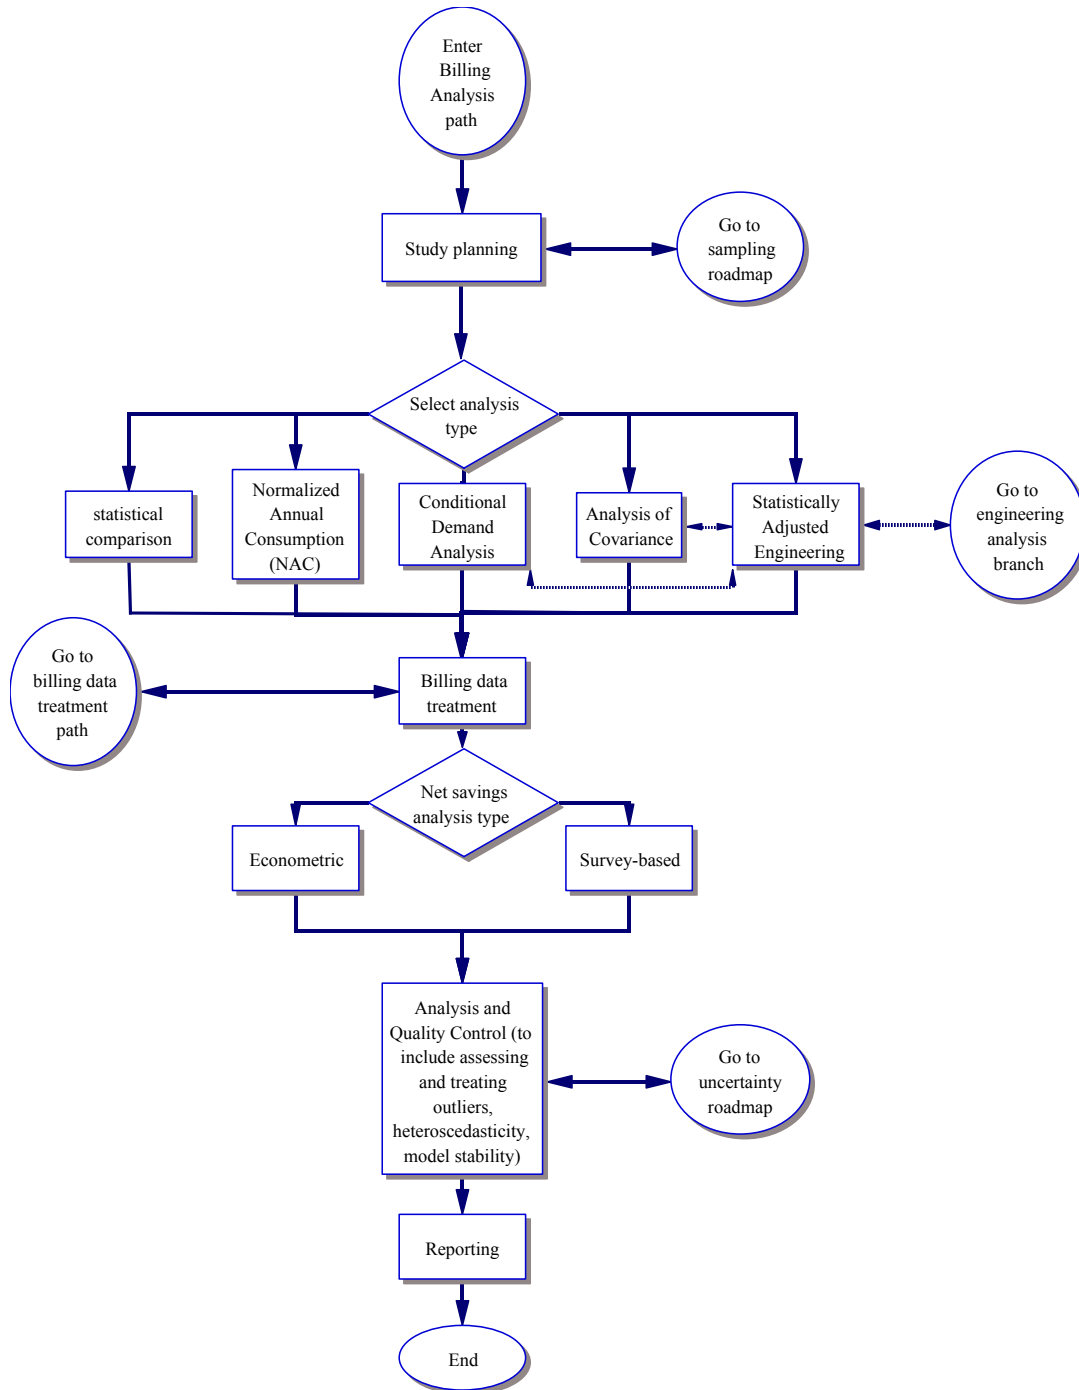 Enter
Billing
Analysis
path
Study planning
Go to
sampling
roadmap
Select analysis
type
statistical
comparison
Normalized
Annual
Consumption
(NAC)
Conditional
Demand
Analysis
Analysis of
Covariance
Statistically
Adjusted
Engineering
Go to
engineering
analysis
branch
Go to
billing data
treatment
path
Billing data
treatment
Net savings
analysis type
Econometric
Survey-based
Analysis and
Quality Control (to
include assessing
and treating
outliers,
heteroscedasticity,
model stability)
Go to
uncertainty
roadmap
Reporting
End